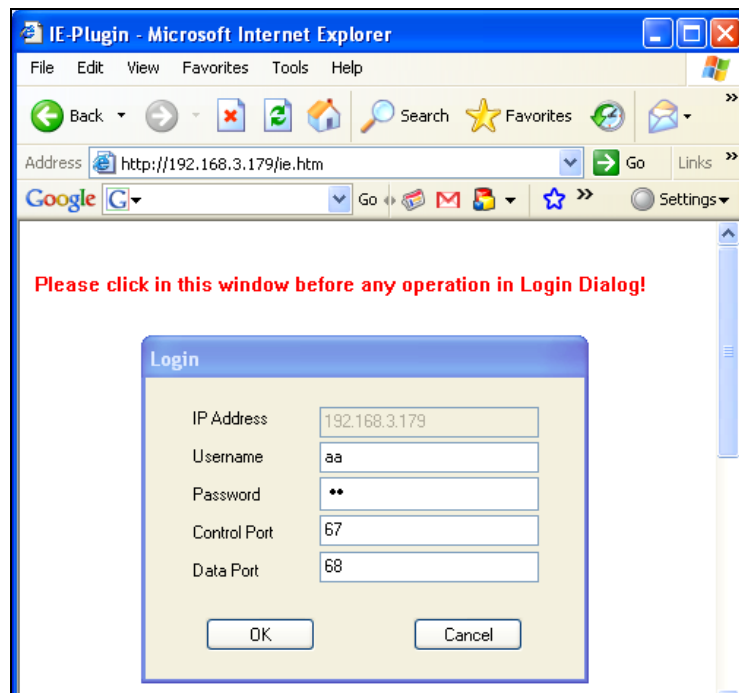 IE-Plugin - Microsoft Internet Explorer
File Edit View Favorites Tools Help
Back Search Favorites »
Address http://192.168.3.179/ie.htm Go Links »
Google G Go » Settings
Please click in this window before any operation in Login Dialog!
Login
IP Address 192.168.3.179
Username aa
Password ••
Control Port 67
Data Port 68
OK Cancel